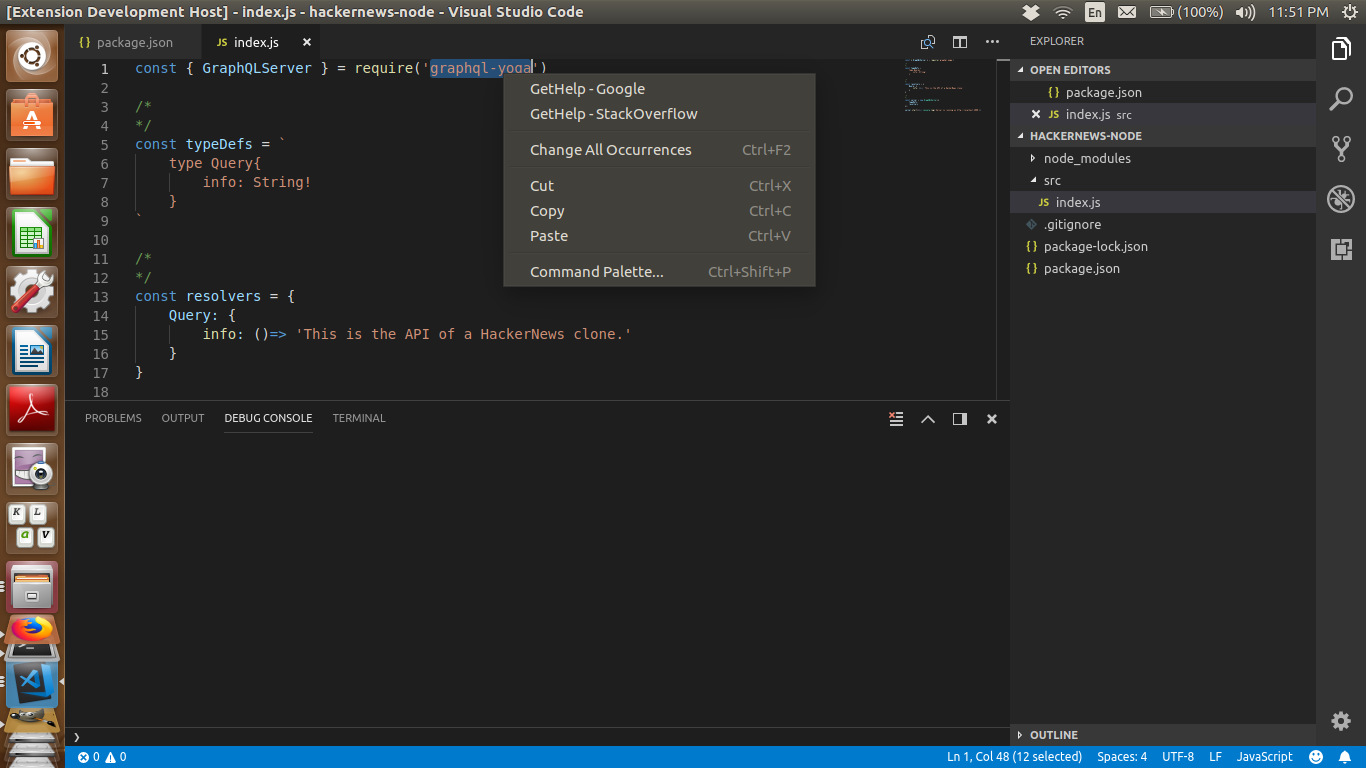 [Extension Development Host] - index.js - hackernews-node - Visual Studio Code
En
(100%)
11:51 PM
{} package.json
JS index.js
1 const { GraphQLServer } = require('graphql-yoga')
2
3 /*
4 */
5 const typeDefs = `
6 type Query{
7 info: String!
8 }
9 `
10
11 /*
12 */
13 const resolvers = {
14 Query: {
15 info: ()=> 'This is the API of a HackerNews clone.'
16 }
17 }
18
GetHelp - Google
GetHelp - StackOverflow
Change All Occurrences Ctrl+F2
Cut Ctrl+X
Copy Ctrl+C
Paste Ctrl+V
Command Palette... Ctrl+Shift+P
PROBLEMS OUTPUT DEBUG CONSOLE TERMINAL
EXPLORER
OPEN EDITORS
{} package.json
JS index.js src
HACKERNEWS-NODE
node_modules
src
JS index.js
.gitignore
{} package-lock.json
{} package.json
OUTLINE
K L
a v
0 0
Ln 1, Col 48 (12 selected) Spaces: 4 UTF-8 LF JavaScript